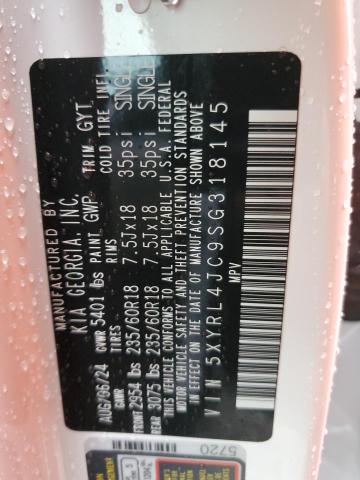 MANUFACTURED BY
KIA GEORGIA, INC.
AUG/06/24 GVWR 5401 lbs PAINT GWP TRIM GYT
GAWR TIRES RIMS COLD TIRE INFL
FRONT 2954 lbs 235/60R18 7.5Jx18 35psi SINGLE
REAR 3075 lbs 235/60R18 7.5Jx18 35psi SINGLE
THIS VEHICLE CONFORMS TO ALL APPLICABLE U.S.A. FEDERAL
MOTOR VEHICLE SAFETY AND THEFT PREVENTION STANDARDS
IN EFFECT ON THE DATE OF MANUFACTURE SHOWN ABOVE
VIN 5XYRL4JC9SG318145
MPV
5720